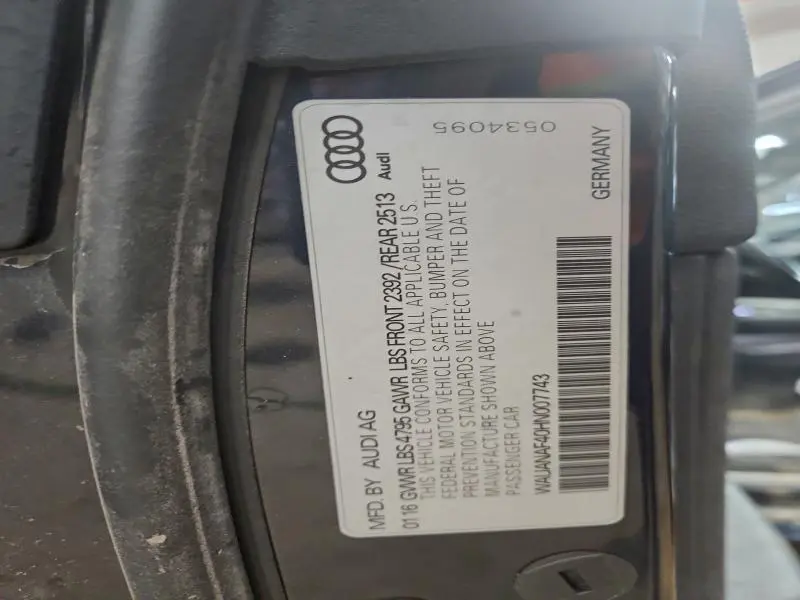 MFD. BY AUDI AG
0116 GVWR LBS 4795 GAWR LBS FRONT 2392 / REAR 2513
THIS VEHICLE CONFORMS TO ALL APPLICABLE U.S.
FEDERAL MOTOR VEHICLE SAFETY, BUMPER AND THEFT
PREVENTION STANDARDS IN EFFECT ON THE DATE OF
MANUFACTURE SHOWN ABOVE
PASSENGER CAR
WAUANAF40HN007743
Audi
0534095
GERMANY